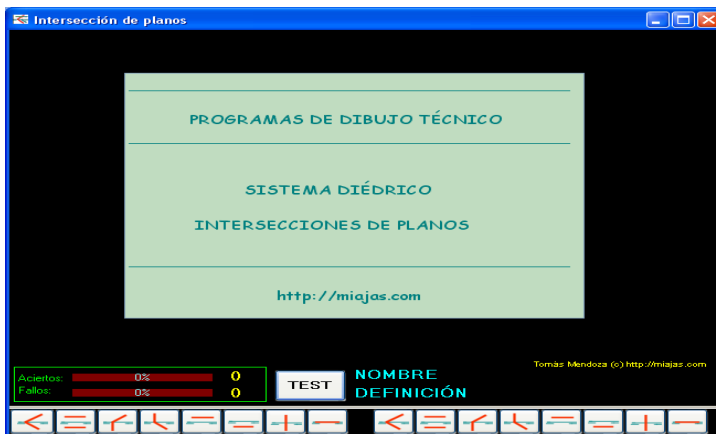 Intersección de planos
PROGRAMAS DE DIBUJO TÉCNICO
SISTEMA DIÉDRICO
INTERSECCIONES DE PLANOS
http://miajas.com
Tomás Mendoza (c) http://miajas.com
Aciertos: 0% 0
Fallos: 0% 0
TEST
NOMBRE
DEFINICIÓN